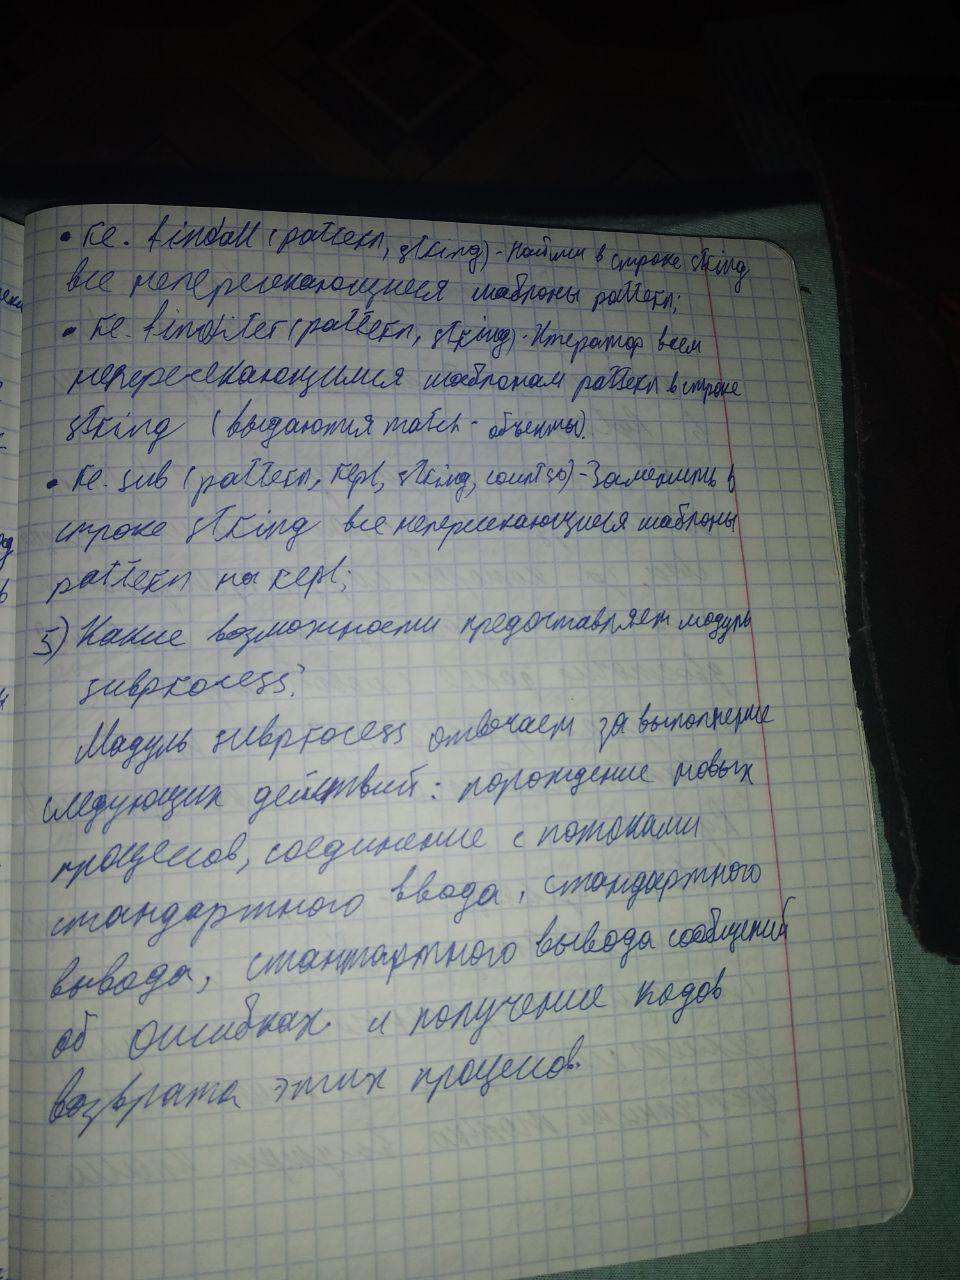 • re.findall(pattern, string) - найти в строке string
все непересекающиеся шаблоны pattern;
• re.finditer(pattern, string) - Итератор всем
непересекающимся шаблонам pattern в строке
string (выдаются match - объекты).
• re.sub(pattern, repl, string, count=0) - Заменить в
строке string все непересекающиеся шаблоны
pattern на repl;
5) Какие возможности предоставляет модуль
subprocess?
Модуль subprocess отвечает за выполнение
следующих действий: порождение новых
процессов, соединение с потоками
стандартного ввода, стандартного
вывода, стандартного вывода сообщений
об ошибках и получение кодов
возврата этих процессов.